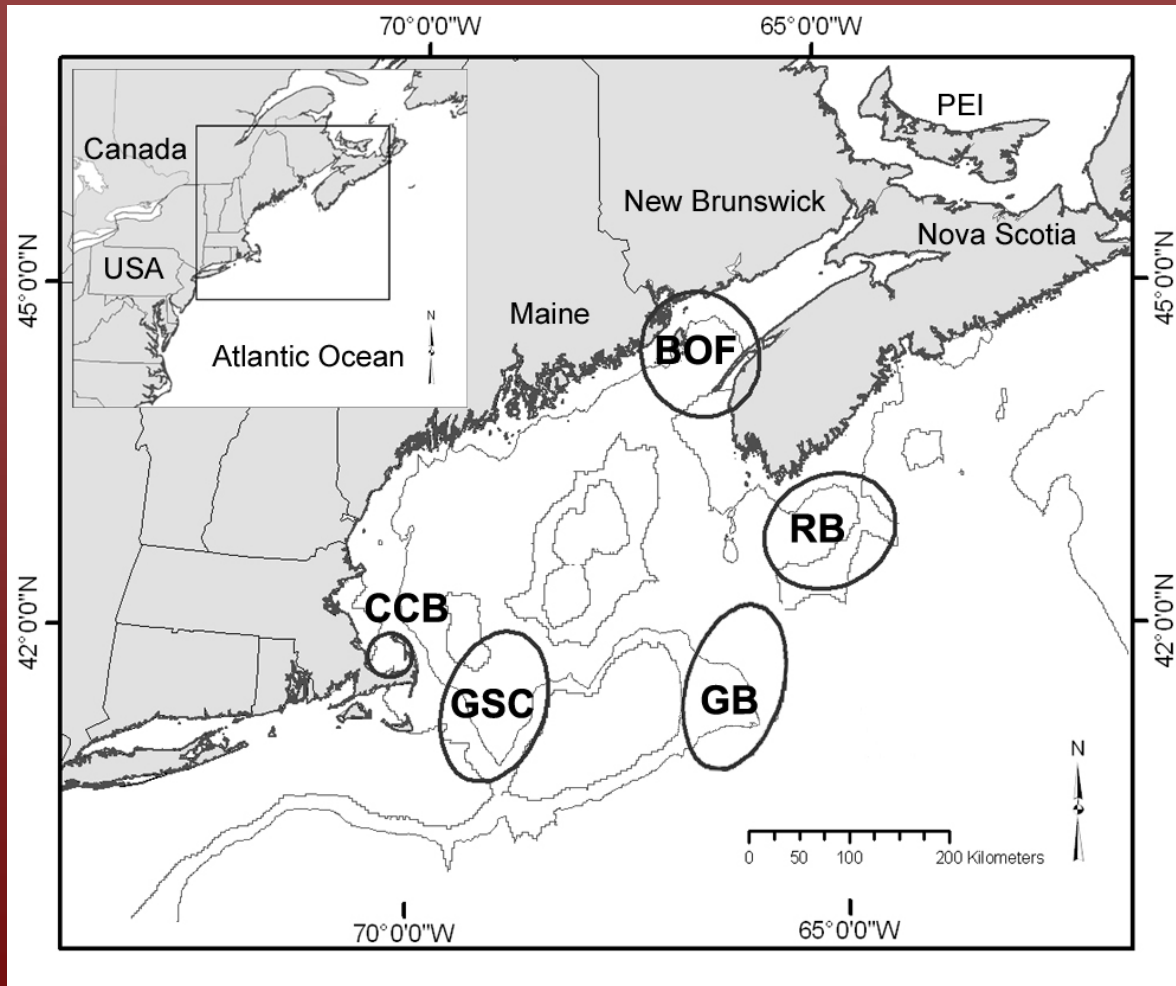 70°0'0"W
65°0'0"W
PEI
Canada
New Brunswick
Nova Scotia
USA
45°0'0"N
45°0'0"N
Maine
N
BOF
Atlantic Ocean
RB
CCB
42°0'0"N
42°0'0"N
GSC
GB
N
0 50 100 200 Kilometers
70°0'0"W
65°0'0"W